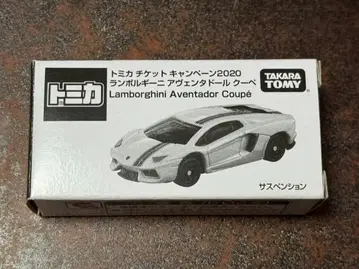 トミカ チケット キャンペーン2020
ランボルギーニ アヴェンタドール クーペ
Lamborghini Aventador Coupé
トミカ
TAKARA
TOMY
サスペンション